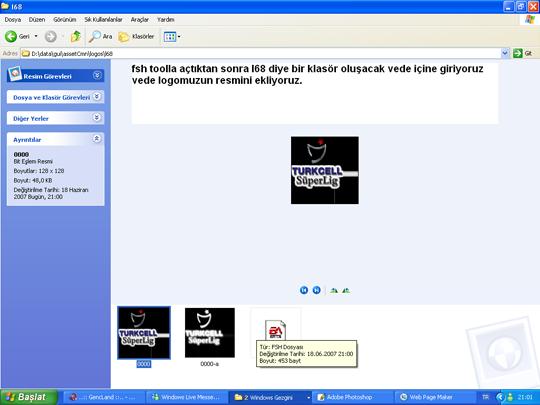 l68
Dosya Düzen Görünüm Sık Kullanılanlar Araçlar Yardım
Geri Ara Klasörler
Adres D:\data\gui\assetCmn\logos\l68 Git
Resim Görevleri
Dosya ve Klasör Görevleri
Diğer Yerler
Ayrıntılar
0000
Bit Eşlem Resmi
Boyutlar: 128 x 128
Boyut: 48,0 KB
Değiştirilme Tarihi: 18 Haziran
2007 Bugün, 21:00
fsh toolla açtıktan sonra l68 diye bir klasör oluşacak vede içine giriyoruz
vede logomuzun resmini ekliyoruz.
TURKCELL
SüperLig
TURKCELL
SüperLig
TURKCELL
SüperLig
EA
0000
0000-a
Tür: FSH Dosyası
Değiştirilme Tarihi: 18.06.2007 21:00
Boyut: 453 bayt
Başlat
..:: GencLand ::.. -
Windows Live Messe...
2 Windows Gezgini
Adobe Photoshop
Web Page Maker
TR
21:01